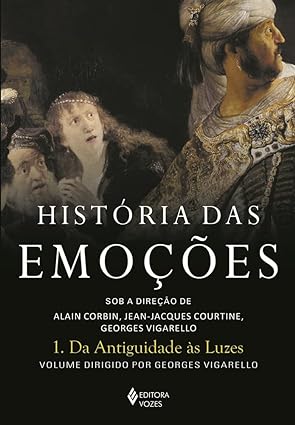 HISTÓRIA DAS
EMOÇÕES
SOB A DIREÇÃO DE
ALAIN CORBIN, JEAN-JACQUES COURTINE,
GEORGES VIGARELLO
1. Da Antiguidade às Luzes
VOLUME DIRIGIDO POR GEORGES VIGARELLO
EDITORA
VOZES